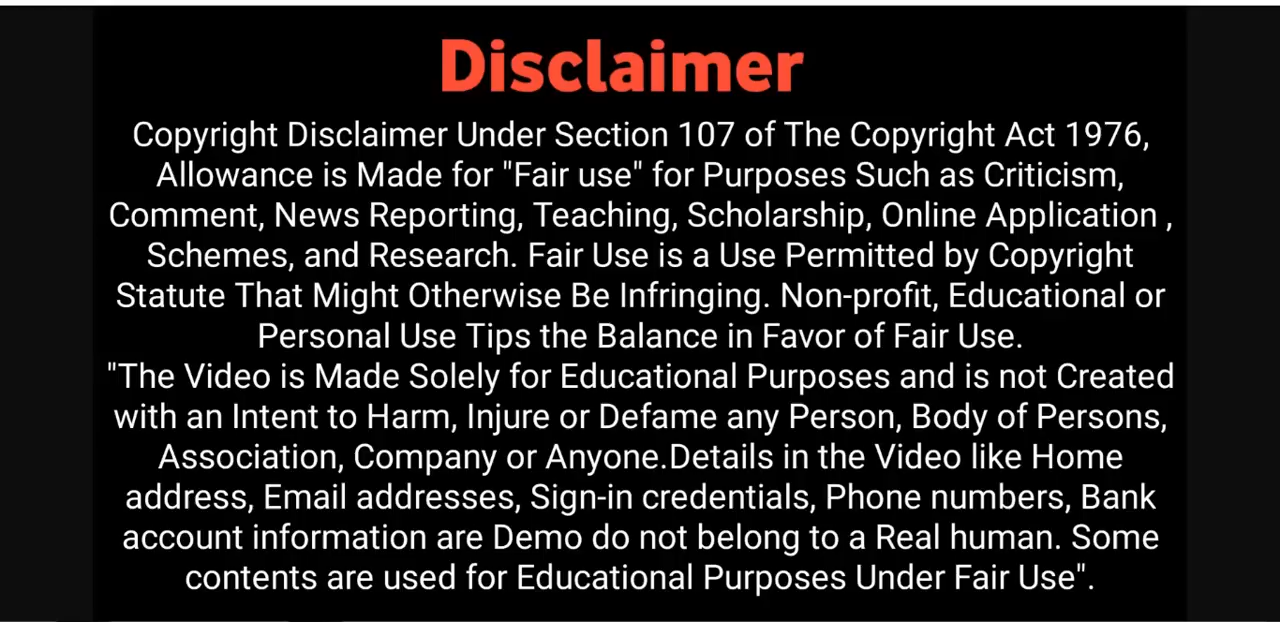 Disclaimer
Copyright Disclaimer Under Section 107 of The Copyright Act 1976,
Allowance is Made for "Fair use" for Purposes Such as Criticism,
Comment, News Reporting, Teaching, Scholarship, Online Application ,
Schemes, and Research. Fair Use is a Use Permitted by Copyright
Statute That Might Otherwise Be Infringing. Non-profit, Educational or
Personal Use Tips the Balance in Favor of Fair Use.
"The Video is Made Solely for Educational Purposes and is not Created
with an Intent to Harm, Injure or Defame any Person, Body of Persons,
Association, Company or Anyone.Details in the Video like Home
address, Email addresses, Sign-in credentials, Phone numbers, Bank
account information are Demo do not belong to a Real human. Some
contents are used for Educational Purposes Under Fair Use".